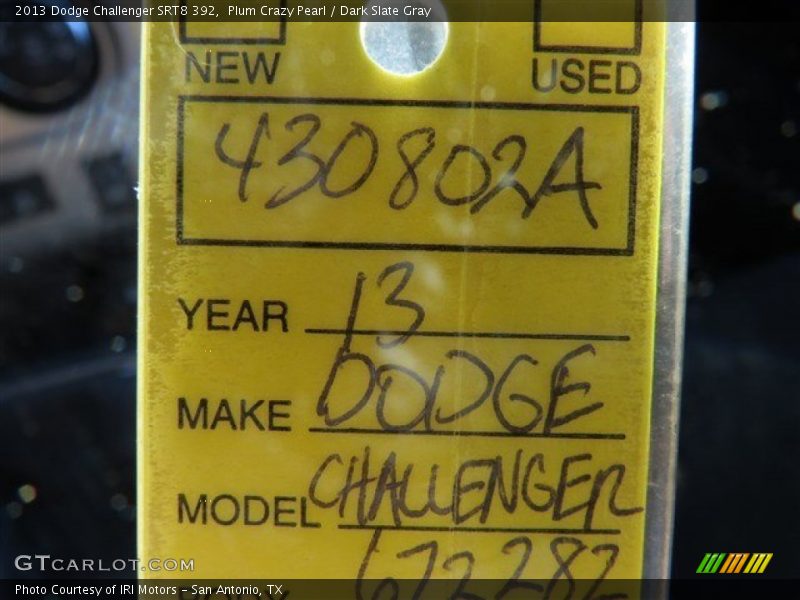 2013 Dodge Challenger SRT8 392, Plum Crazy Pearl / Dark Slate Gray
NEW USED
430802A
YEAR 13
MAKE DODGE
MODEL CHALLENGER
672282
GTCARLOT.COM
Photo Courtesy of IRI Motors – San Antonio, TX